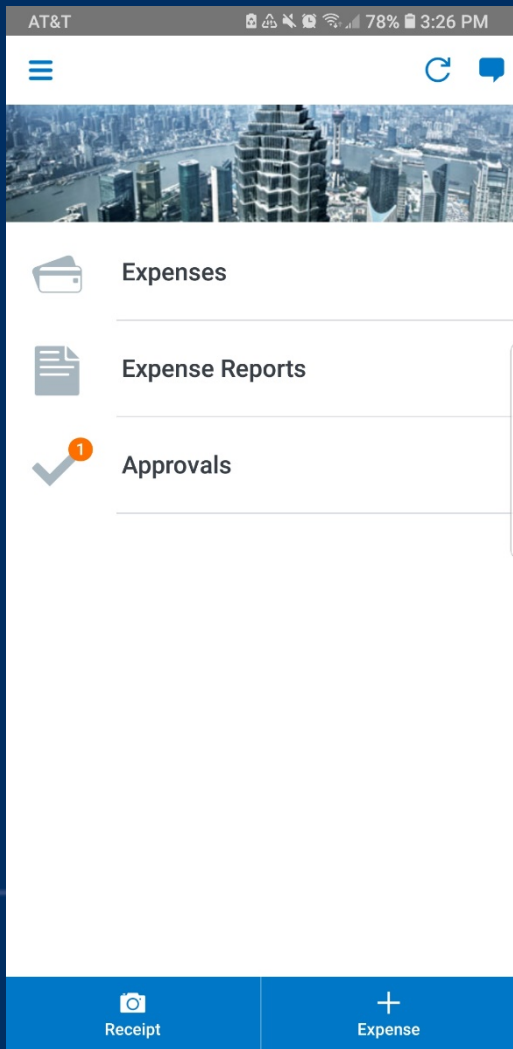 AT&T 78% 3:26 PM
Expenses
Expense Reports
1
Approvals
Receipt Expense